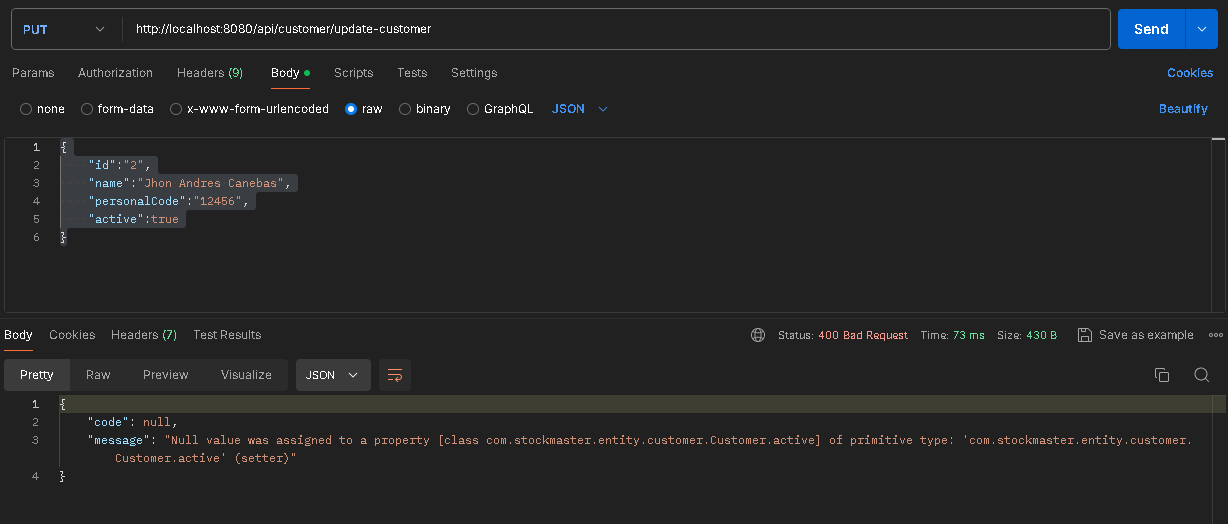 PUT http://localhost:8080/api/customer/update-customer Send
Params Authorization Headers (9) Body Scripts Tests Settings Cookies
none form-data x-www-form-urlencoded raw binary GraphQL JSON Beautify
1 {
2 "id":"2",
3 "name":"Jhon Andres Canebas",
4 "personalCode":"12456",
5 "active":true
6 }
Body Cookies Headers (7) Test Results Status: 400 Bad Request Time: 73 ms Size: 430 B Save as example
Pretty Raw Preview Visualize JSON
1 {
2 "code": null,
3 "message": "Null value was assigned to a property [class com.stockmaster.entity.customer.Customer.active] of primitive type: 'com.stockmaster.entity.customer.
Customer.active' (setter)"
4 }